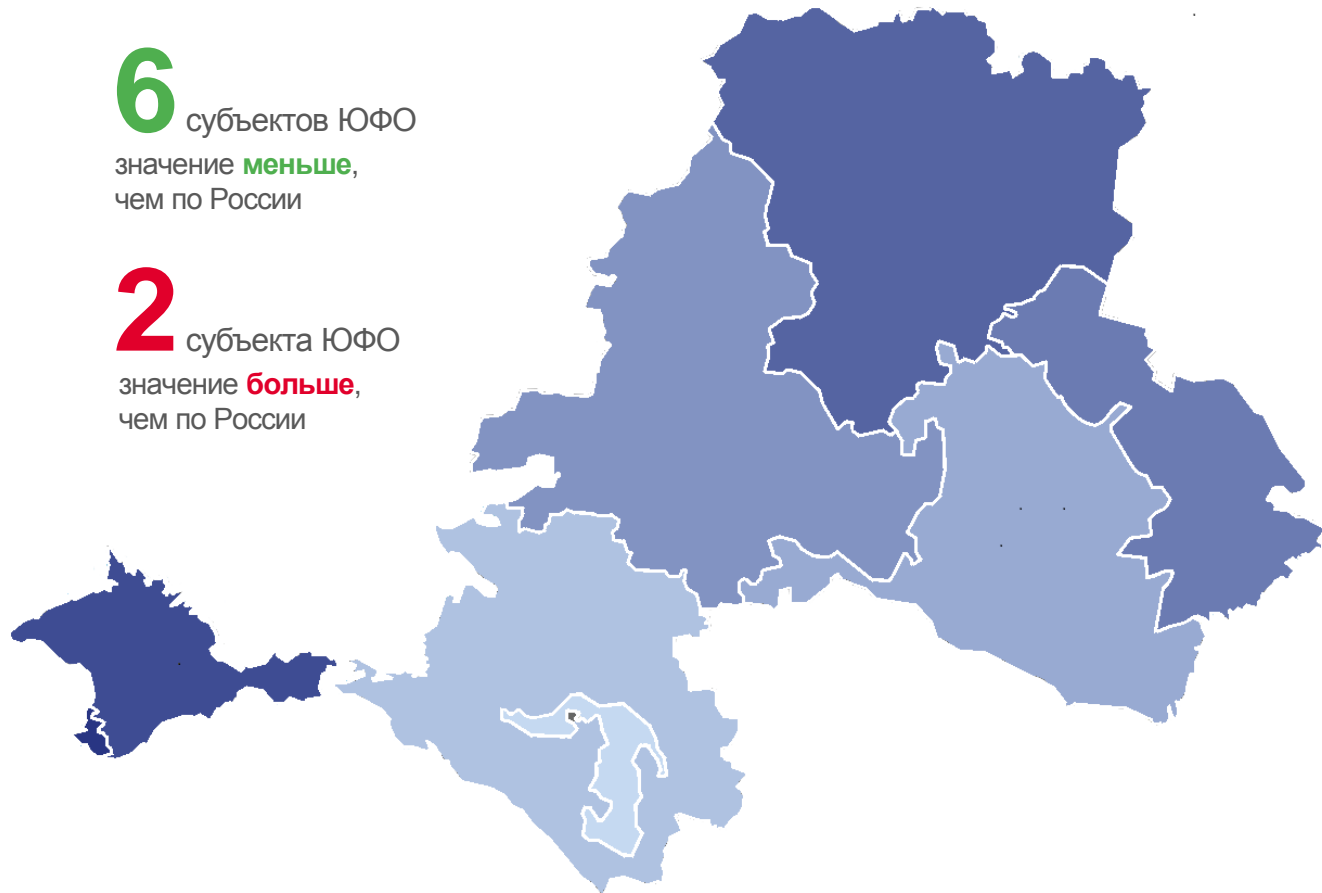 6 субъектов ЮФО
значение меньше,
чем по России
2 субъекта ЮФО
значение больше,
чем по России